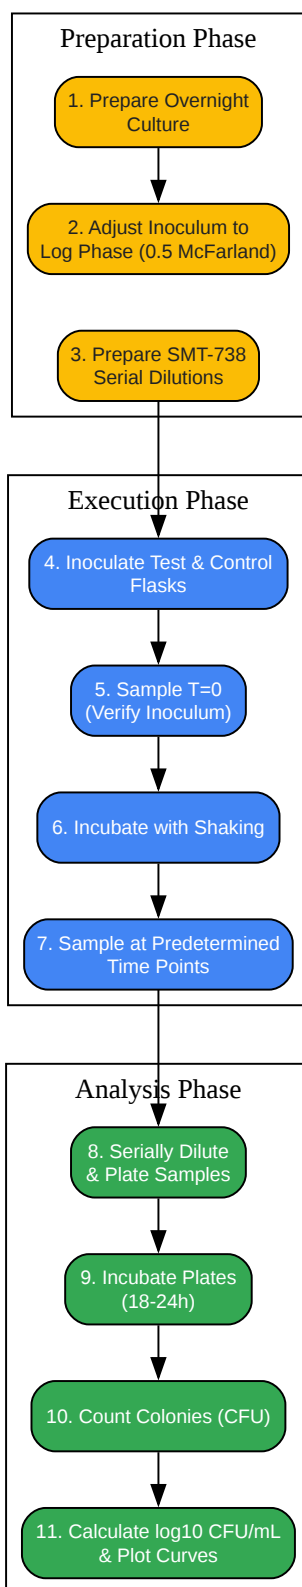 Preparation Phase
1. Prepare Overnight
Culture
2. Adjust Inoculum to
Log Phase (0.5 McFarland)
3. Prepare SMT-738
Serial Dilutions
Execution Phase
4. Inoculate Test & Control
Flasks
5. Sample T=0
(Verify Inoculum)
6. Incubate with Shaking
7. Sample at Predetermined
Time Points
Analysis Phase
8. Serially Dilute
& Plate Samples
9. Incubate Plates
(18-24h)
10. Count Colonies (CFU)
11. Calculate log10 CFU/mL
& Plot Curves